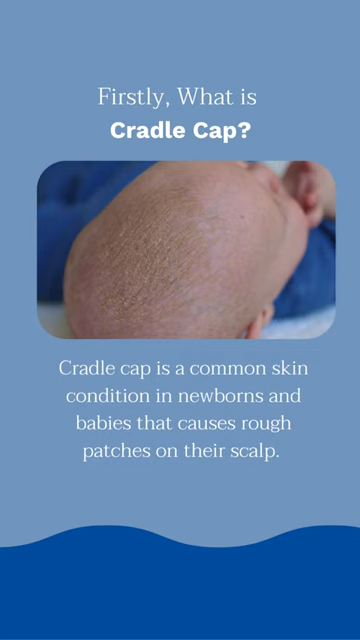 Firstly, What is
Cradle Cap?
Cradle cap is a common skin
condition in newborns and
babies that causes rough
patches on their scalp.